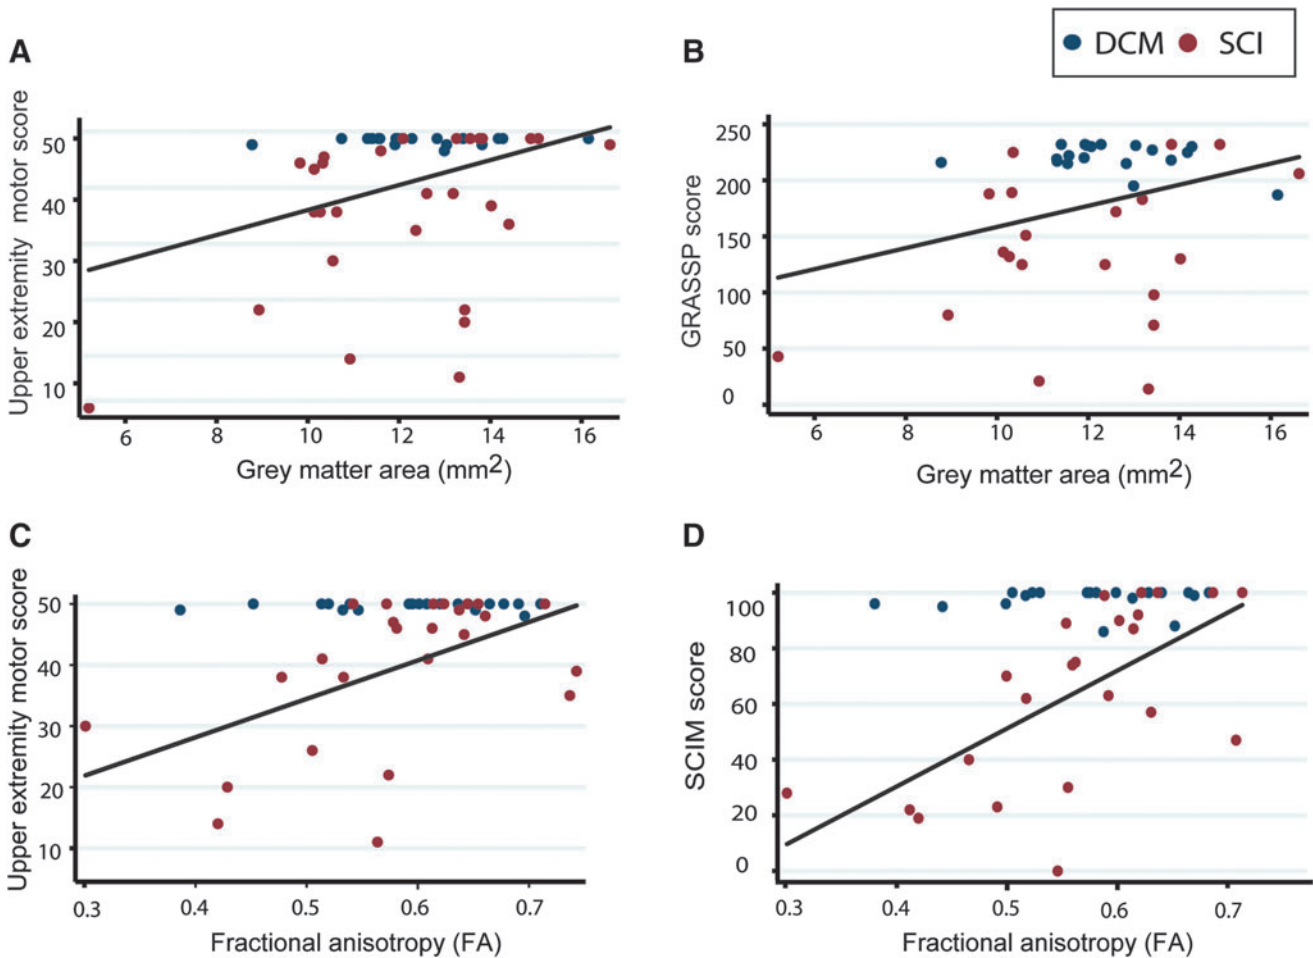 DCM SCI
A
Upper extremity motor score
50
40
30
20
10
6 8 10 12 14 16
Grey matter area (mm2)
B
GRASSP score
250
200
150
100
50
0
6 8 10 12 14 16
Grey matter area (mm2)
C
Upper extremity motor score
50
40
30
20
10
0.3 0.4 0.5 0.6 0.7
Fractional anisotropy (FA)
D
SCIM score
100
80
60
40
20
0
0.3 0.4 0.5 0.6 0.7
Fractional anisotropy (FA)